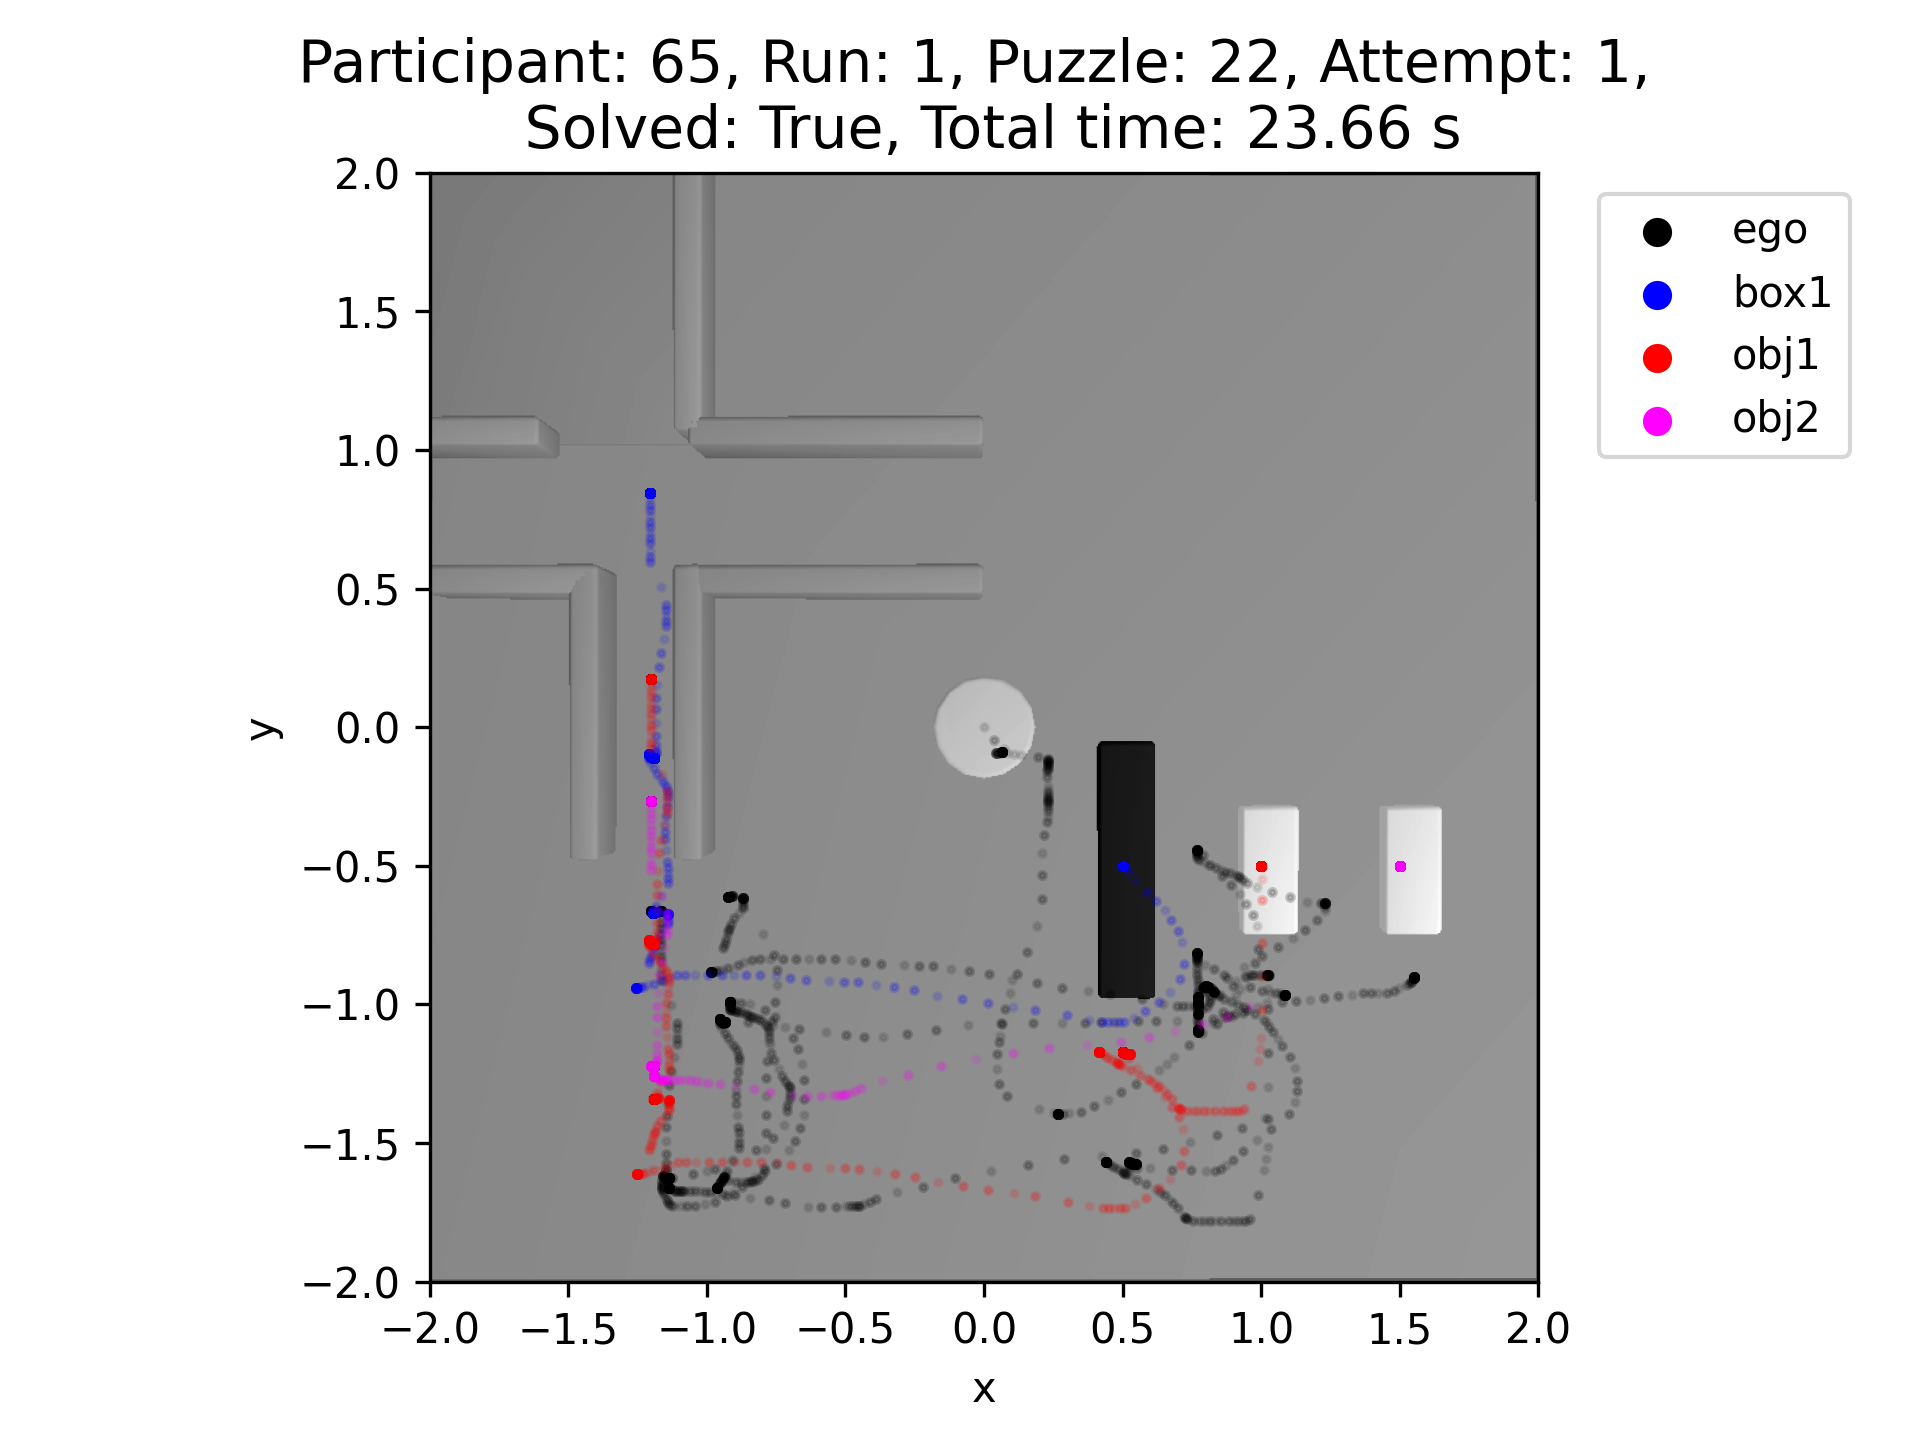 Participant: 65, Run: 1, Puzzle: 22, Attempt: 1,
Solved: True, Total time: 23.66 s
2.0
1.5
1.0
0.5
0.0
−0.5
−1.0
−1.5
−2.0
y
−2.0 −1.5 −1.0 −0.5 0.0 0.5 1.0 1.5 2.0
x
ego
box1
obj1
obj2